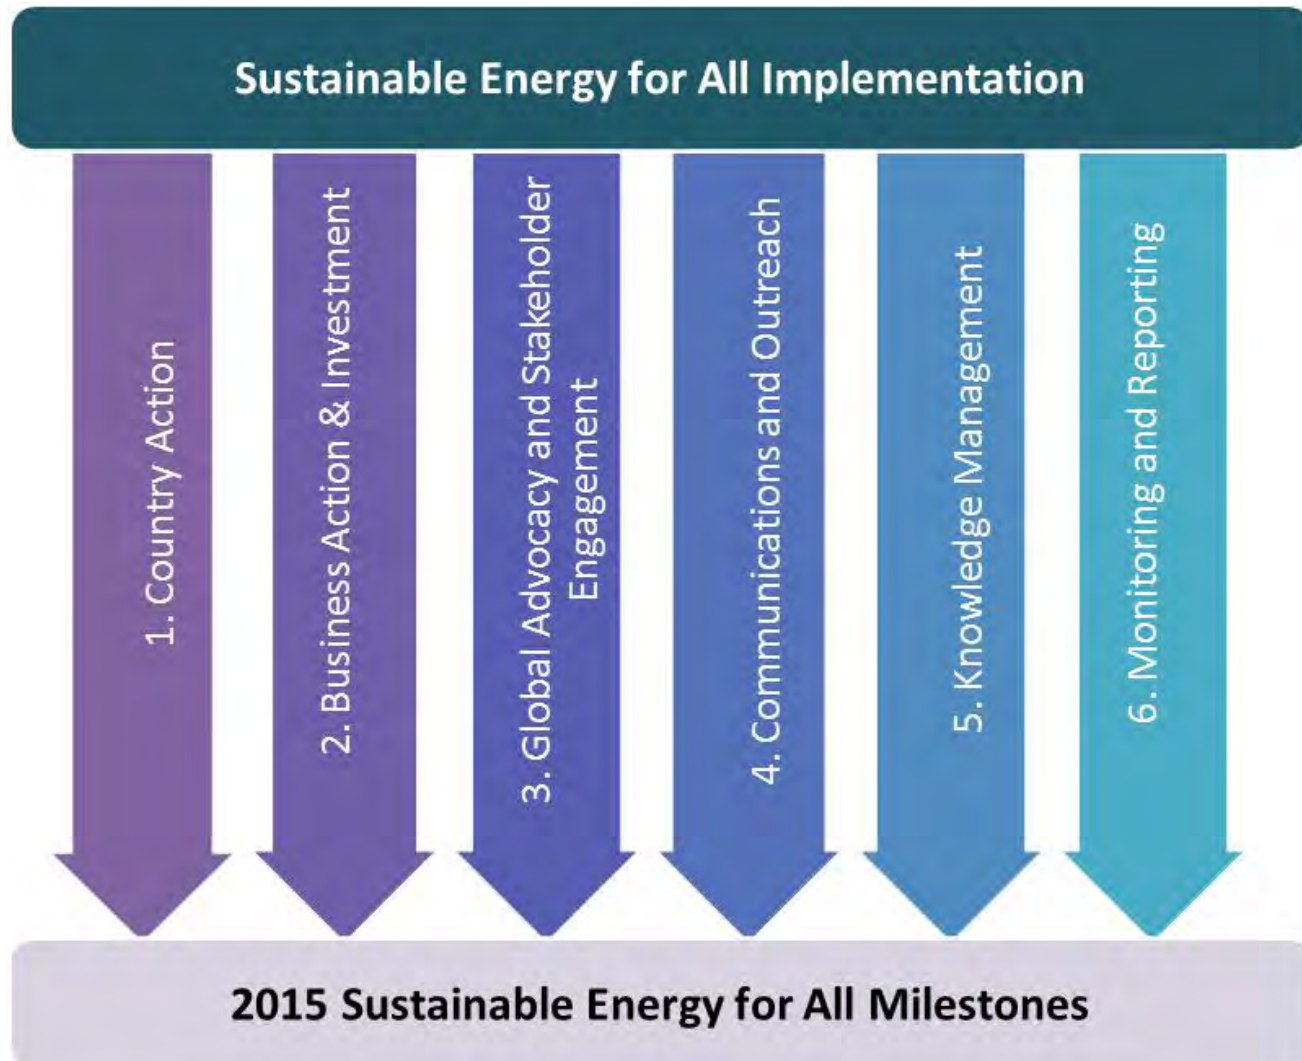 Sustainable Energy for All Implementation
1. Country Action
2. Business Action & Investment
3. Global Advocacy and Stakeholder
Engagement
4. Communications and Outreach
5. Knowledge Management
6. Monitoring and Reporting
2015 Sustainable Energy for All Milestones